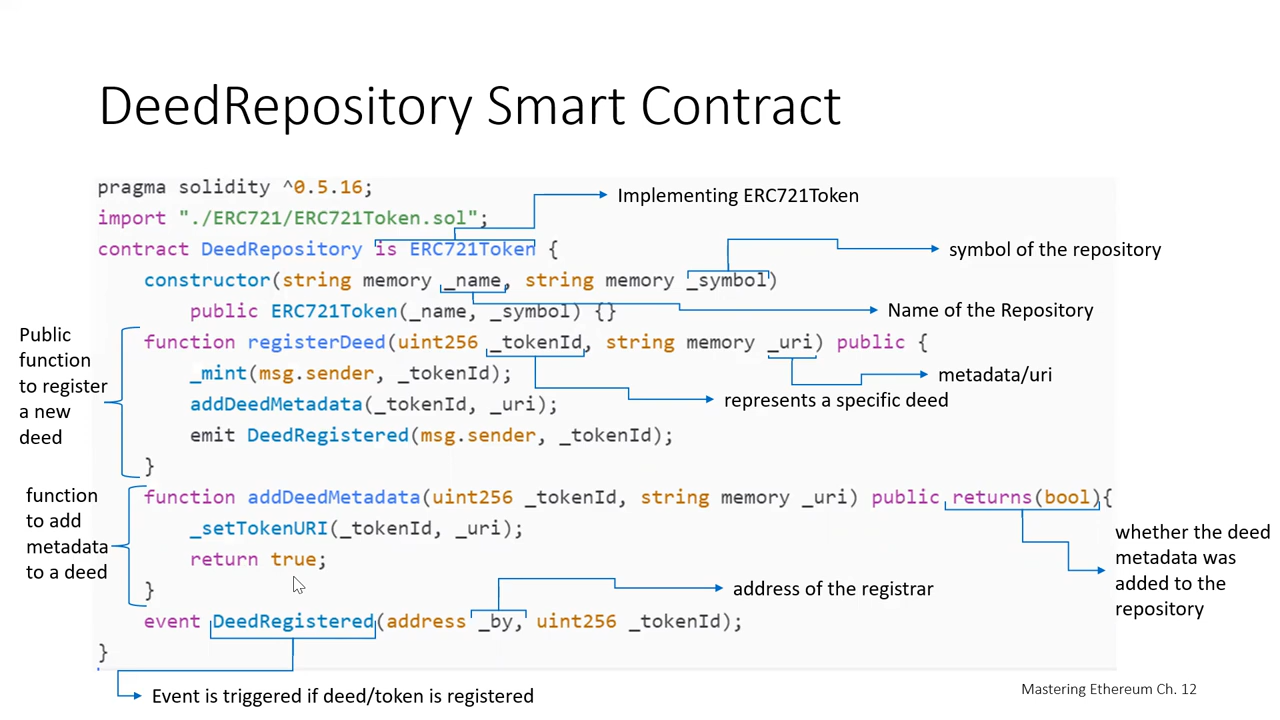 DeedRepository Smart Contract
pragma solidity ^0.5.16;
import "./ERC721/ERC721Token.sol";
contract DeedRepository is ERC721Token {
constructor(string memory _name, string memory _symbol)
public ERC721Token(_name, _symbol) {}
function registerDeed(uint256 _tokenId, string memory _uri) public {
_mint(msg.sender, _tokenId);
addDeedMetadata(_tokenId, _uri);
emit DeedRegistered(msg.sender, _tokenId);
}
function addDeedMetadata(uint256 _tokenId, string memory _uri) public returns(bool){
_setTokenURI(_tokenId, _uri);
return true;
}
event DeedRegistered(address _by, uint256 _tokenId);
}
Implementing ERC721Token
symbol of the repository
Name of the Repository
metadata/uri
represents a specific deed
Public
function
to register
a new
deed
function
to add
metadata
to a deed
whether the deed
metadata was
added to the
repository
address of the registrar
Event is triggered if deed/token is registered
Mastering Ethereum Ch. 12